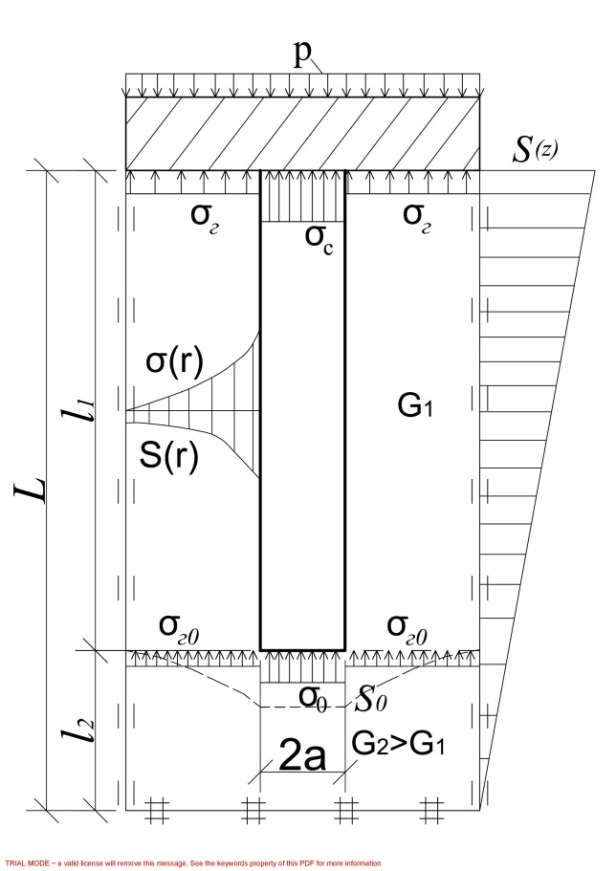 p
S(z)
σг σc σг
σ(r)
l1 G1
S(r)
L
σг0 σг0
σ0 S0
l2 G2>G1
2a
TRIAL MODE − a valid license will remove this message. See the keywords property of this PDF for more information.